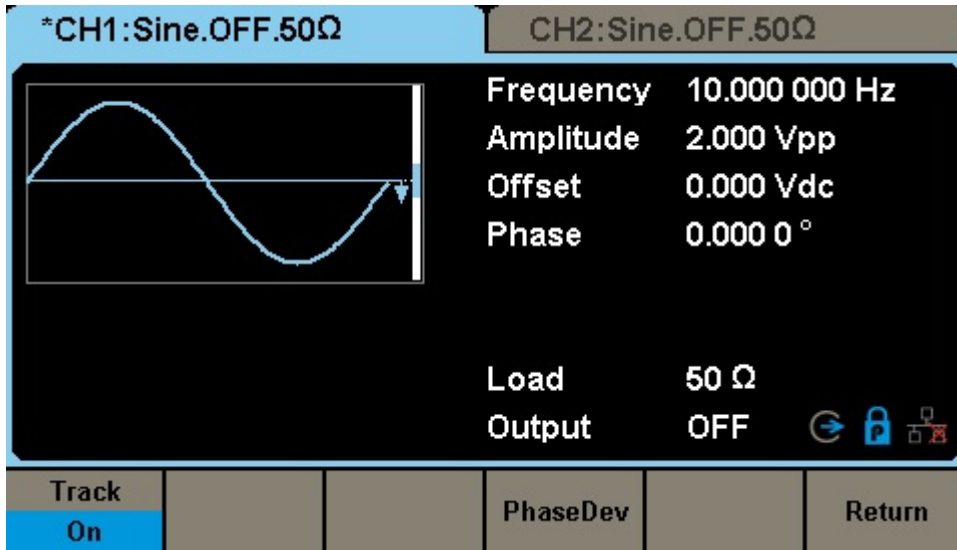 *CH1:Sine.OFF.50Ω
CH2:Sine.OFF.50Ω
Frequency 10.000 000 Hz
Amplitude 2.000 Vpp
Offset 0.000 Vdc
Phase 0.000 0 °
Load 50 Ω
Output OFF
P
Track
On
PhaseDev
Return